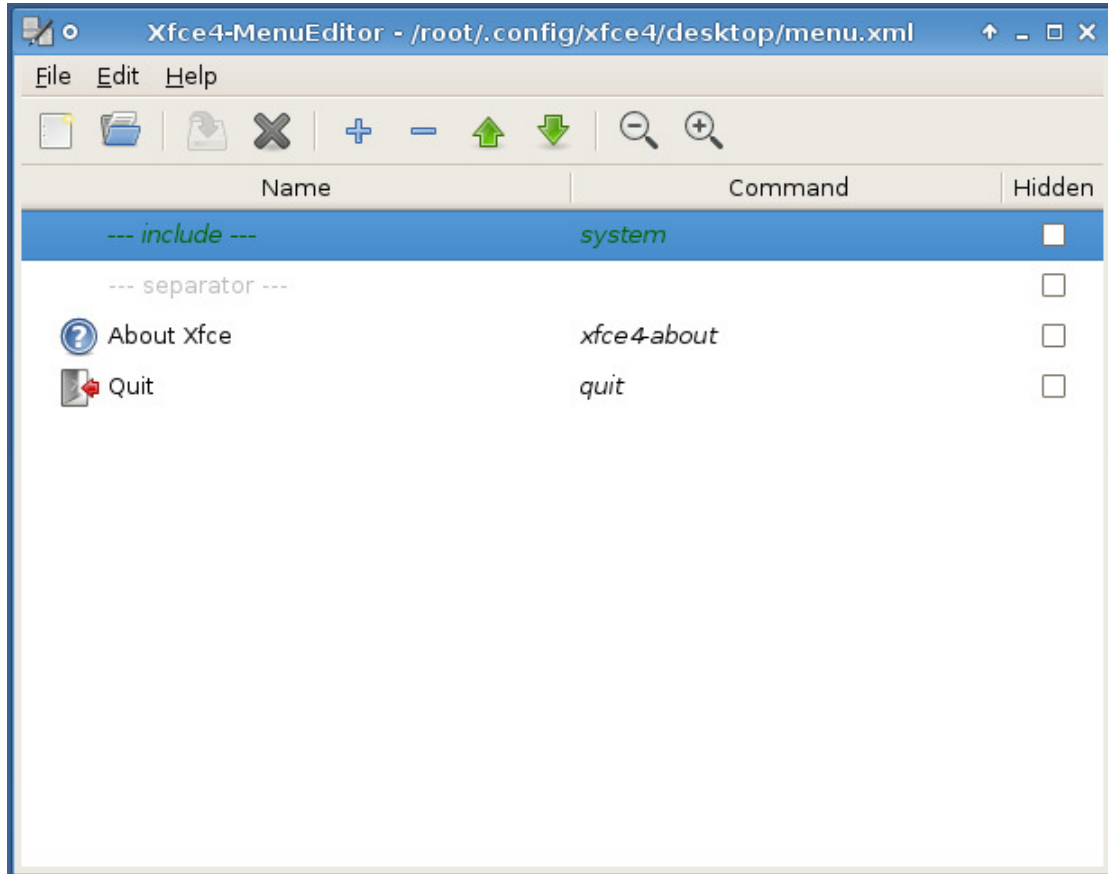 Xfce4-MenuEditor - /root/.config/xfce4/desktop/menu.xml
File Edit Help
Name Command Hidden
--- include --- system
--- separator ---
About Xfce xfce4-about
Quit quit